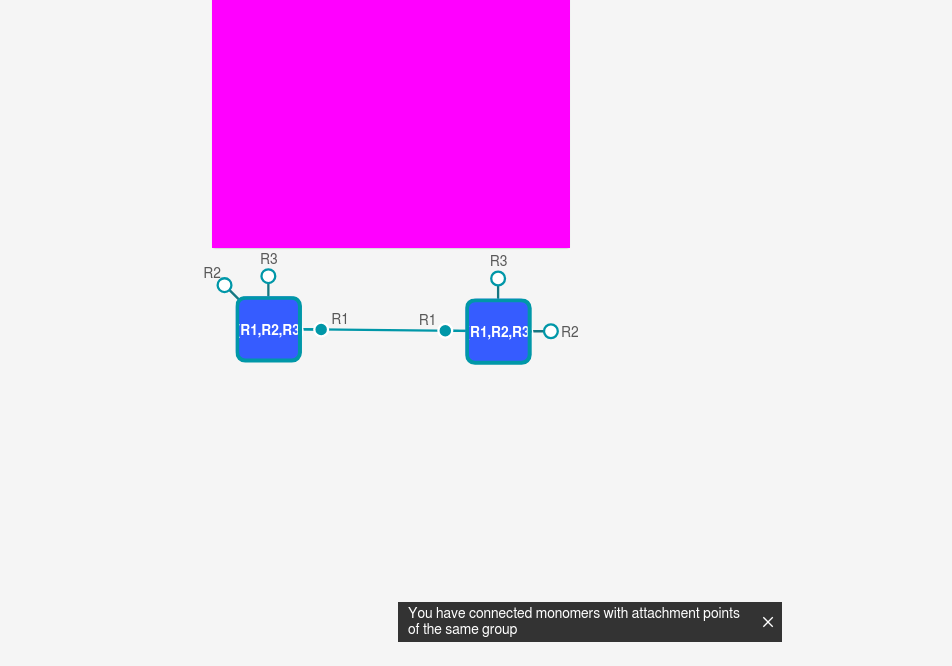 R3
R3
R2
R1
R1
R1,R2,R3
R1,R2,R3
R2
You have connected monomers with attachment points
of the same group